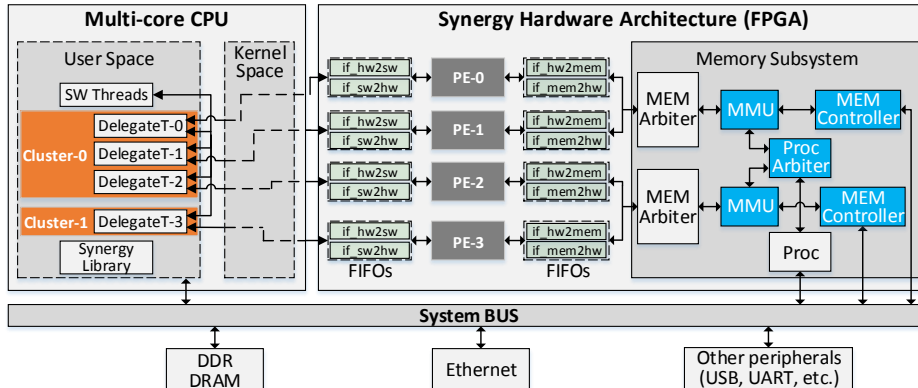 Multi-core CPU
User Space
Kernel
Space
SW Threads
Cluster-0
DelegateT-0
DelegateT-1
DelegateT-2
Cluster-1
DelegateT-3
Synergy
Library
Synergy Hardware Architecture (FPGA)
if_hw2sw
if_sw2hw
PE-0
if_hw2mem
if_mem2hw
if_hw2sw
if_sw2hw
PE-1
if_hw2mem
if_mem2hw
if_hw2sw
if_sw2hw
PE-2
if_hw2mem
if_mem2hw
if_hw2sw
if_sw2hw
PE-3
if_hw2mem
if_mem2hw
FIFOs
FIFOs
Memory Subsystem
MEM
Arbiter
MMU
MEM
Controller
Proc
Arbiter
MEM
Arbiter
MMU
MEM
Controller
Proc
System BUS
DDR
DRAM
Ethernet
Other peripherals
(USB, UART, etc.)